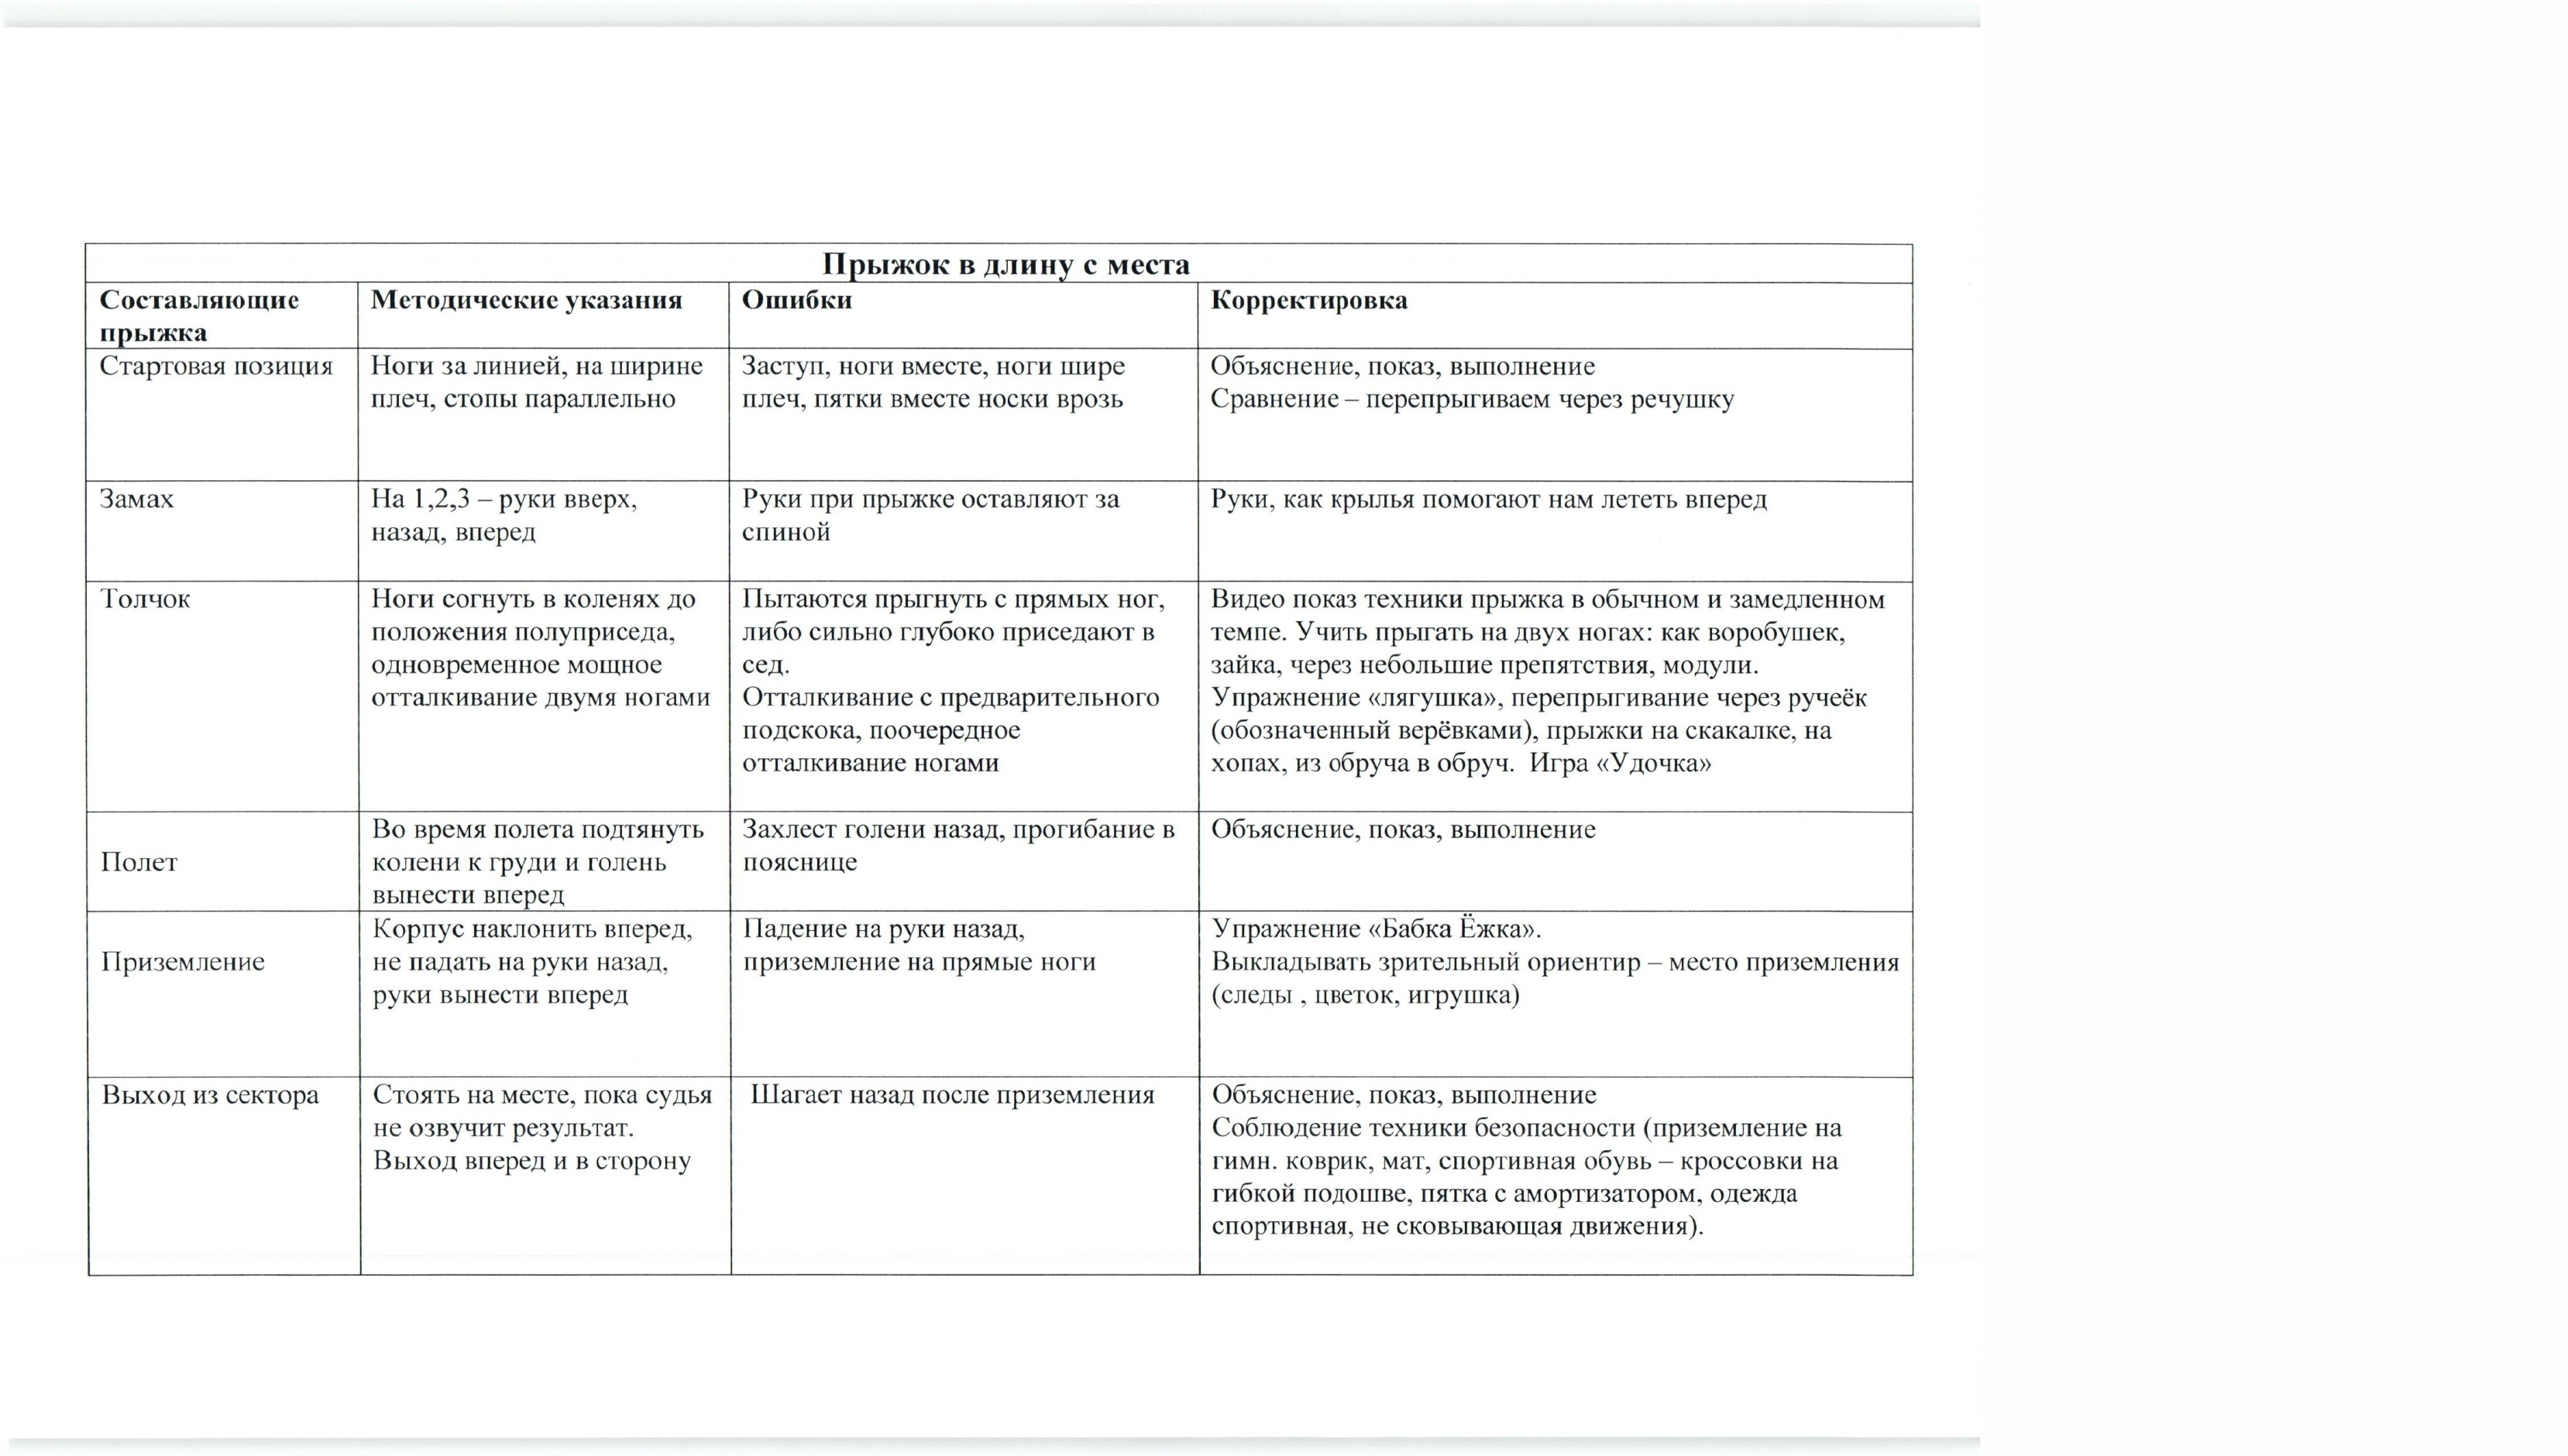 Прыжок в длину с места
Составляющие
прыжка
Методические указания
Ошибки
Корректировка
Стартовая позиция
Ноги за линией, на ширине
плеч, стопы параллельно
Заступ, ноги вместе, ноги шире
плеч, пятки вместе носки врозь
Объяснение, показ, выполнение
Сравнение – перепрыгиваем через речушку
Замах
На 1,2,3 – руки вверх,
назад, вперед
Руки при прыжке оставляют за
спиной
Руки, как крылья помогают нам лететь вперед
Толчок
Ноги согнуть в коленях до
положения полуприседа,
одновременное мощное
отталкивание двумя ногами
Пытаются прыгнуть с прямых ног,
либо сильно глубоко приседают в
сед.
Отталкивание с предварительного
подскока, поочередное
отталкивание ногами
Видео показ техники прыжка в обычном и замедленном
темпе. Учить прыгать на двух ногах: как воробушек,
зайка, через небольшие препятствия, модули.
Упражнение «лягушка», перепрыгивание через ручеёк
(обозначенный верёвками), прыжки на скакалке, на
хопах, из обруча в обруч.  Игра «Удочка»
Полет
Во время полета подтянуть
колени к груди и голень
вынести вперед
Захлест голени назад, прогибание в
пояснице
Объяснение, показ, выполнение
Приземление
Корпус наклонить вперед,
не падать на руки назад,
руки вынести вперед
Падение на руки назад,
приземление на прямые ноги
Упражнение «Бабка Ёжка».
Выкладывать зрительный ориентир – место приземления
(следы , цветок, игрушка)
Выход из сектора
Стоять на месте, пока судья
не озвучит результат.
Выход вперед и в сторону
Шагает назад после приземления
Объяснение, показ, выполнение
Соблюдение техники безопасности (приземление на
гимн. коврик, мат, спортивная обувь – кроссовки на
гибкой подошве, пятка с амортизатором, одежда
спортивная, не сковывающая движения).